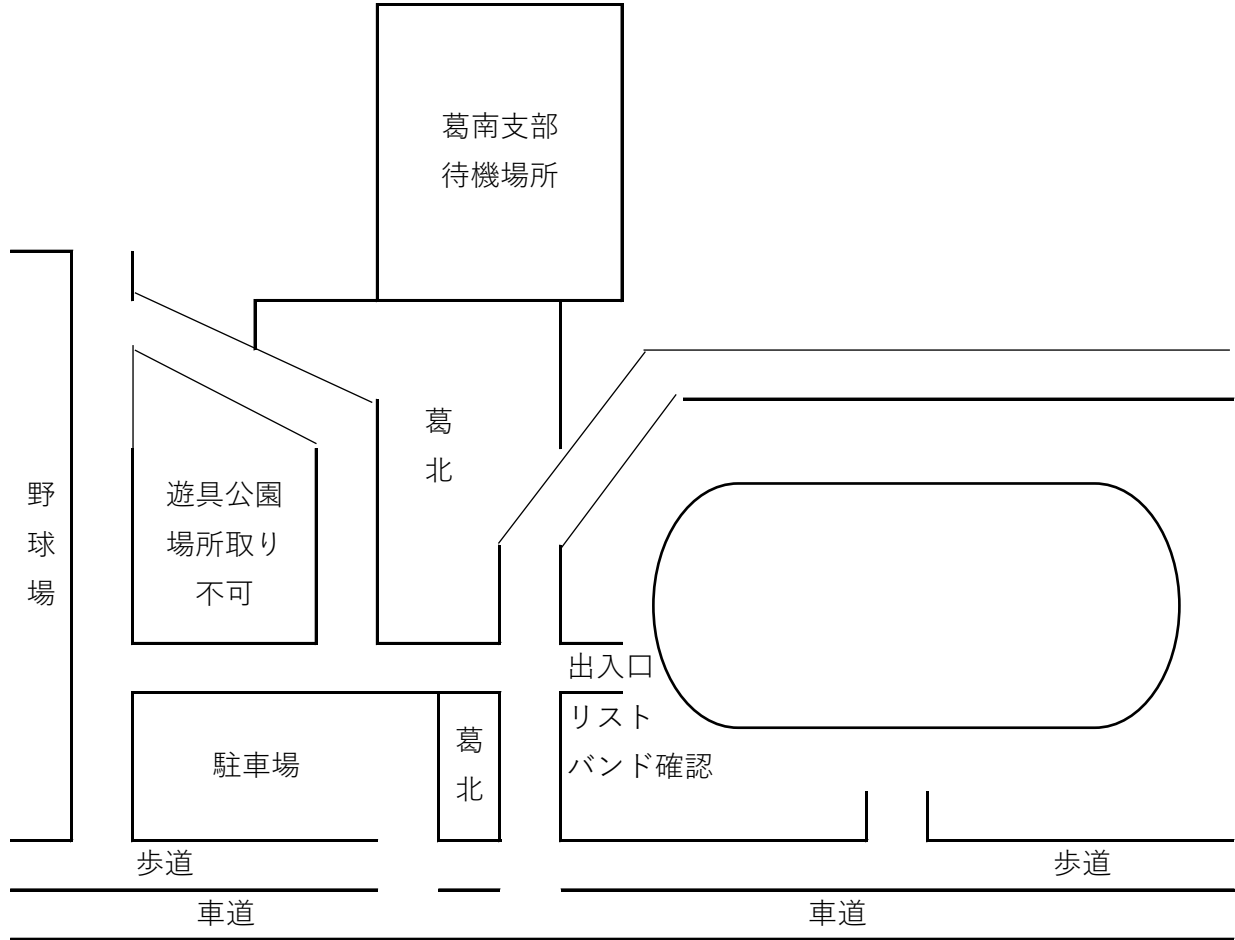 葛南支部
待機場所
葛北
野球場
遊具公園
場所取り
不可
出入口
リスト
バンド確認
駐車場
葛北
歩道
歩道
車道
車道